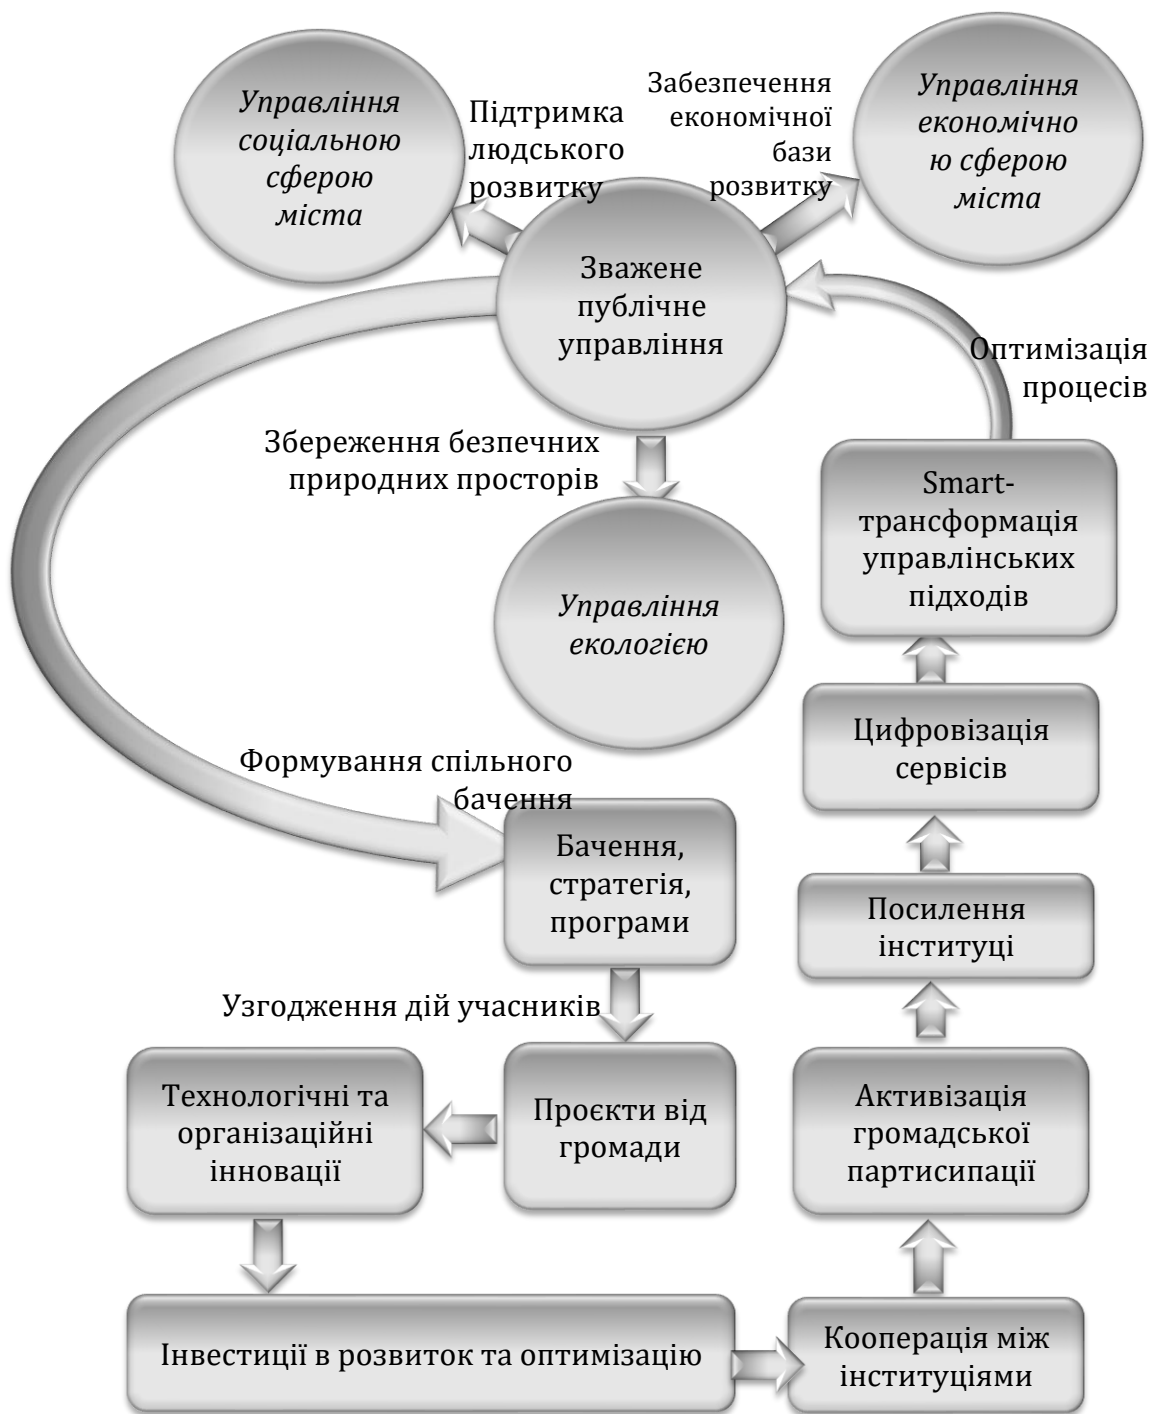 Управління
соціальною
сферою
міста
Підтримка
людського
розвитку
Забезпечення
економічної
бази
розвитку
Управління
економічно
ю сферою
міста
Зважене
публічне
управління
Оптимізація
процесів
Збереження безпечних
природних просторів
Smart-
трансформація
управлінських
підходів
Управління
екологією
Цифровізація
сервісів
Формування спільного
бачення
Бачення,
стратегія,
програми
Посилення
інституці
Узгодження дій учасників
Технологічні та
організаційні
інновації
Проєкти від
громади
Активізація
громадської
партисипації
Інвестиції в розвиток та оптимізацію
Кооперація між
інституціями